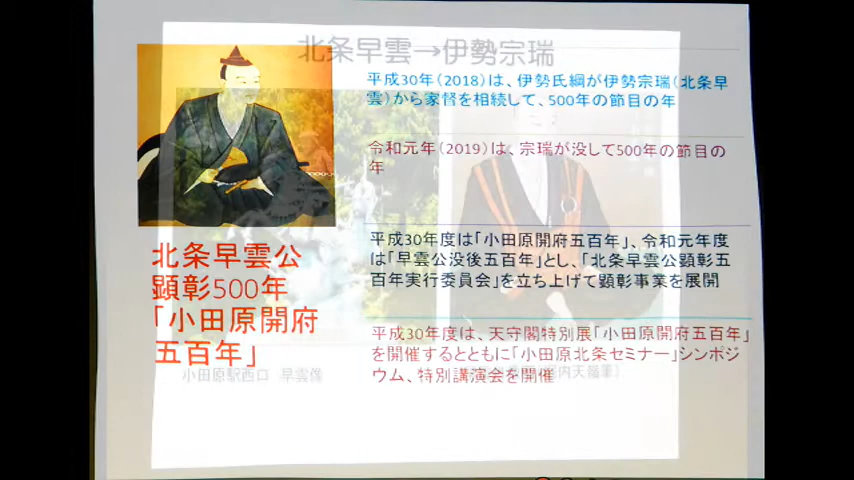 北条早雲→伊勢宗瑞
平成30年(2018)は、伊勢氏綱が伊勢宗瑞(北条早
雲)から家督を相続して、500年の節目の年
令和元年(2019)は、宗瑞が没して500年の節目の
年
北条早雲公
顕彰500年
「小田原開府
五百年」
平成30年度は「小田原開府五百年」、令和元年度
は「早雲公没後五百年」とし、「北条早雲公顕彰五
百年実行委員会」を立ち上げて顕彰事業を展開
平成30年度は、天守閣特別展「小田原開府五百年」
を開催するとともに「小田原北条セミナー」シンポジ
ウム、特別講演会を開催
小田原駅西口 早雲像